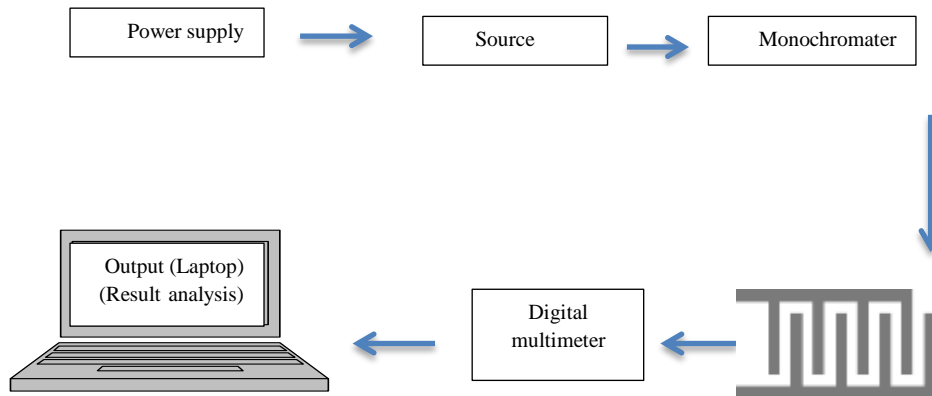 Power supply
Source
Monochromater
Output (Laptop)
(Result analysis)
Digital
multimeter